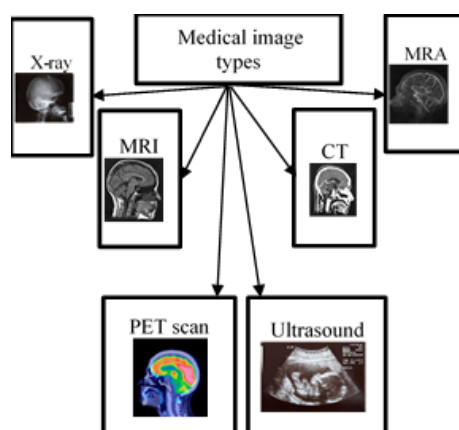 Medical image
types
X-ray
MRA
MRI
CT
PET scan
Ultrasound